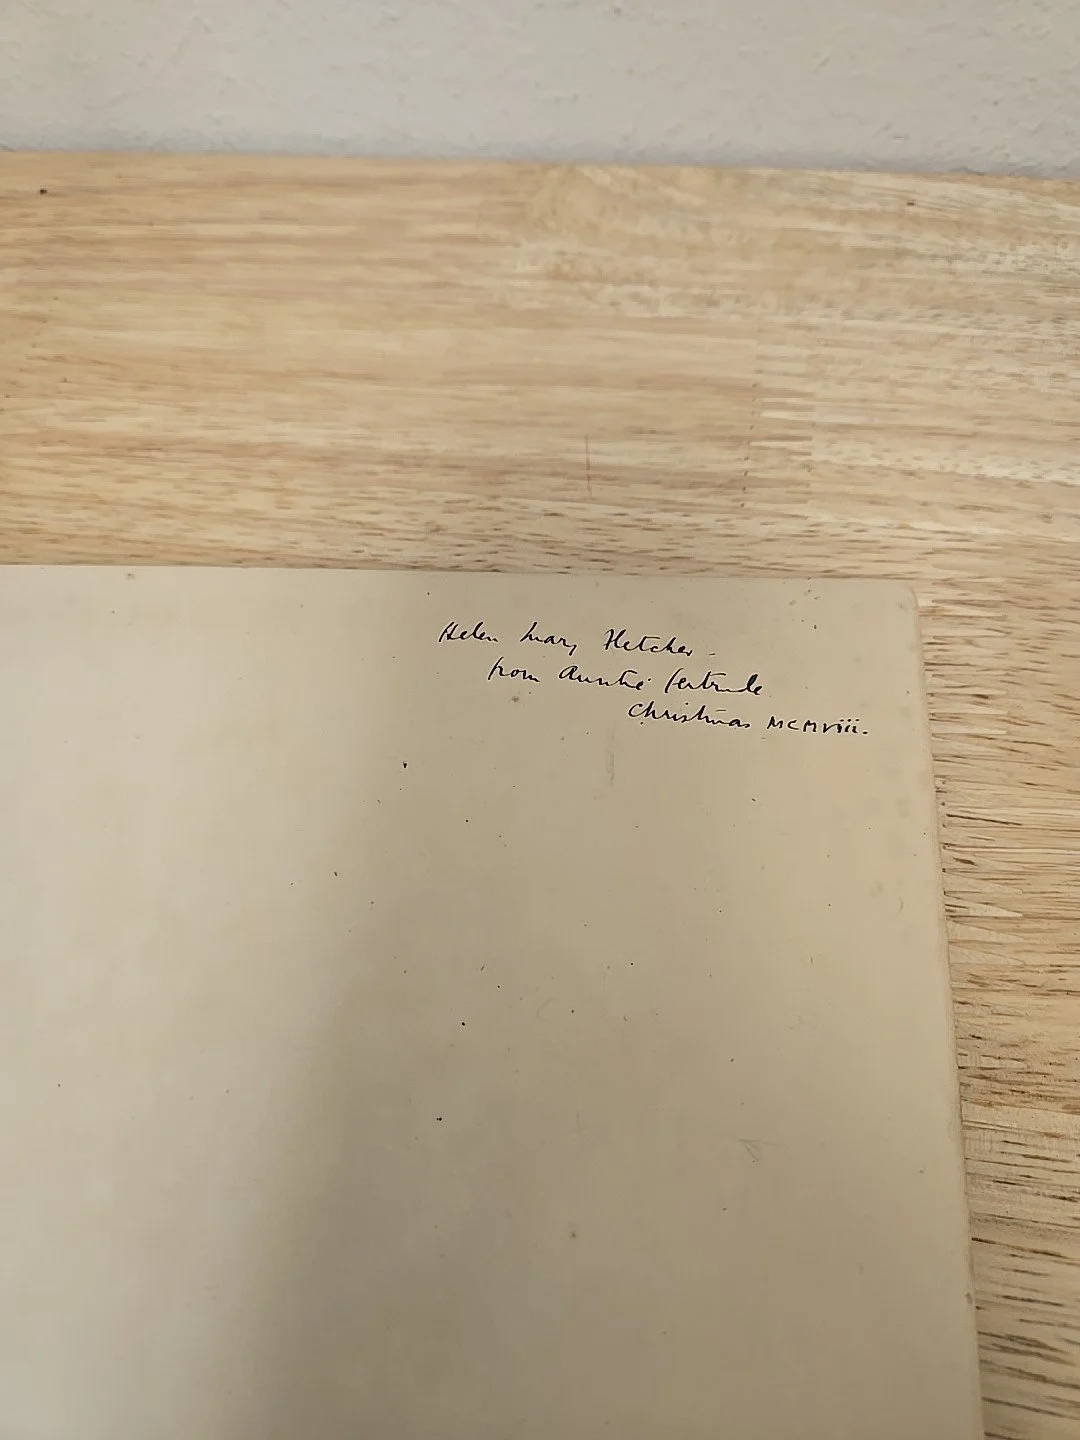 Helen Mary Fletcher -
from Auntie Gertrude
Christmas MCMVIII.